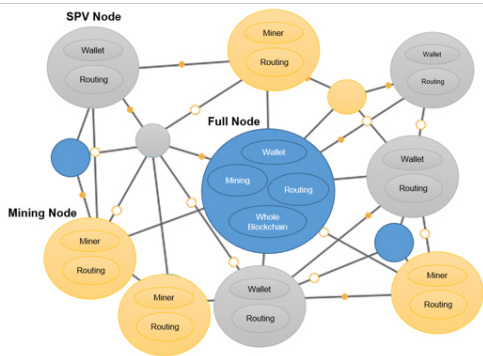 SPV Node
Wallet
Routing
Miner
Routing
Wallet
Routing
Full Node
Wallet
Mining
Routing
Whole
Blockchain
Wallet
Routing
Mining Node
Miner
Routing
Miner
Routing
Wallet
Routing
Miner
Routing